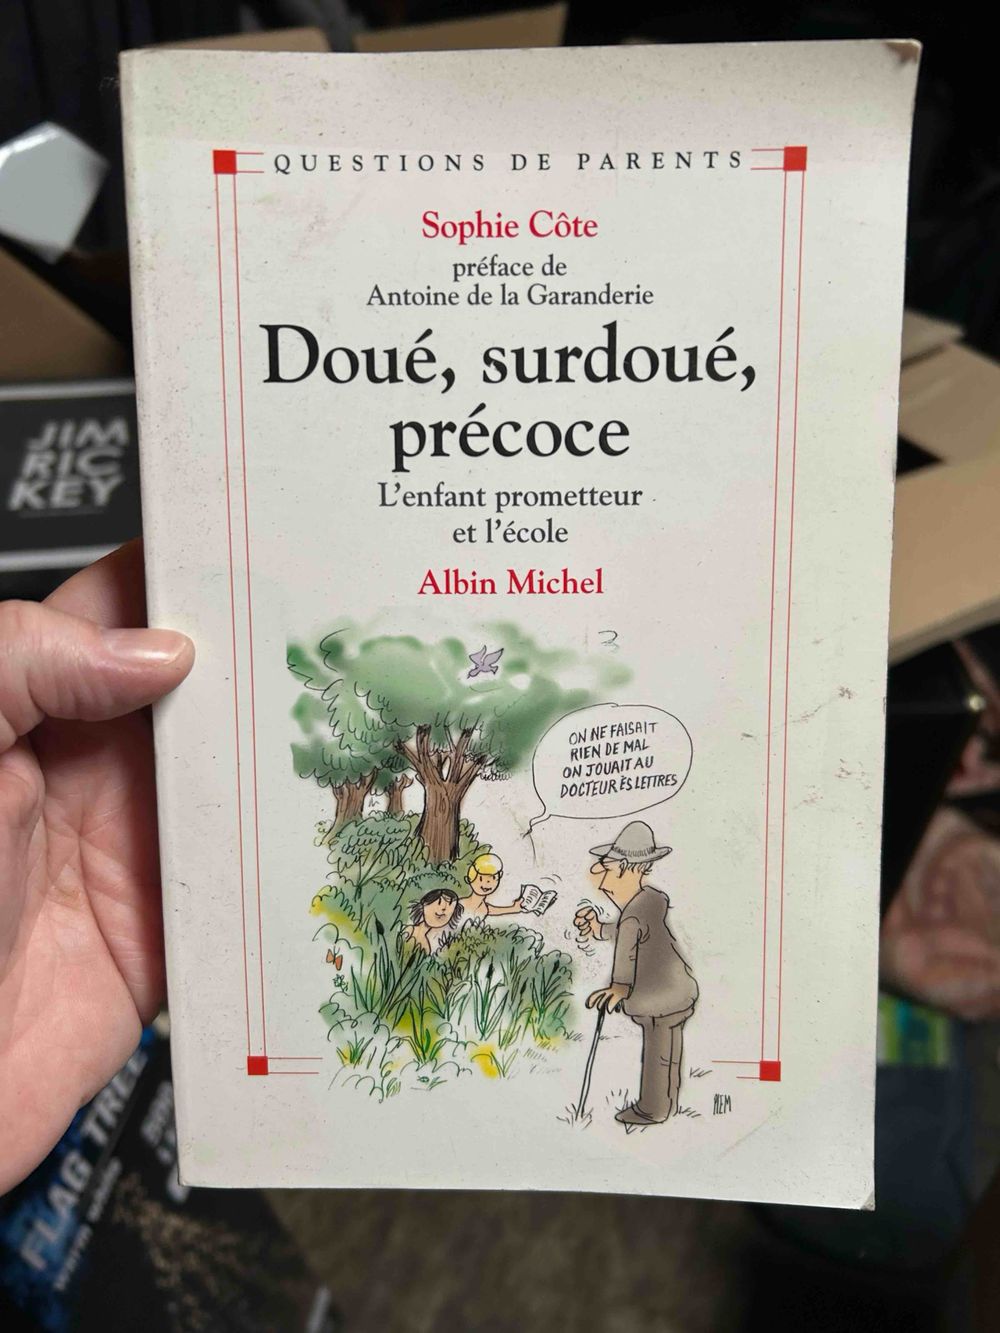 QUESTIONS DE PARENTS
Sophie Côte
préface de
Antoine de la Garanderie
Doué, surdoué,
précoce
L'enfant prometteur
et l'école
Albin Michel
ON NE FAISAIT
RIEN DE MAL
ON JOUAIT AU
DOCTEUR ÈS LETTRES
PIEM
JIM
RIC
KEY
FLAG TREE